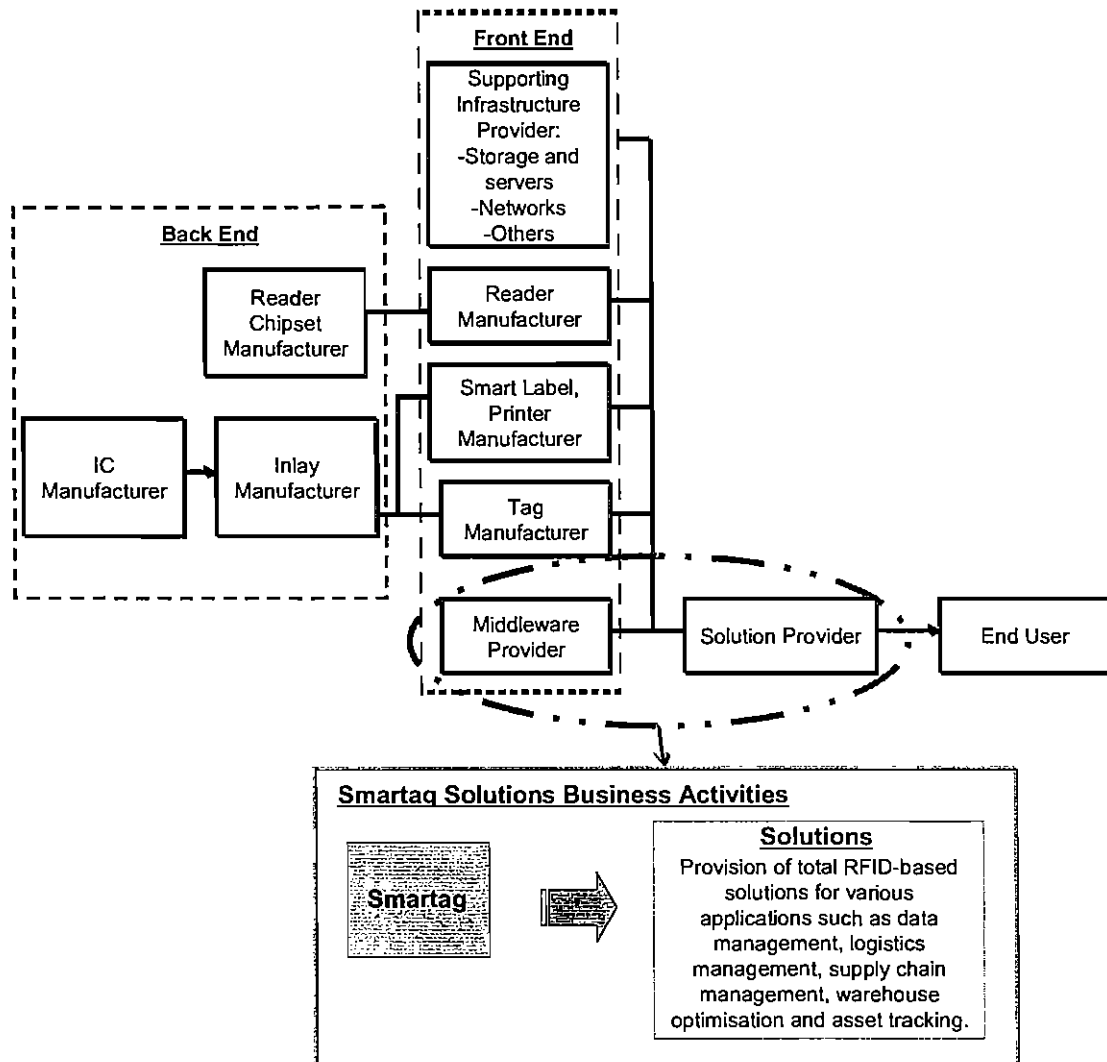 Front End
Supporting
Infrastructure
Provider:
-Storage and
servers
-Networks
-Others
Back End
Reader
Chipset
Manufacturer
Reader
Manufacturer
Smart Label,
Printer
Manufacturer
IC
Manufacturer
Inlay
Manufacturer
Tag
Manufacturer
Middleware
Provider
Solution Provider
End User
Smartag Solutions Business Activities
Smartag
Solutions
Provision of total RFID-based
solutions for various
applications such as data
management, logistics
management, supply chain
management, warehouse
optimisation and asset tracking.